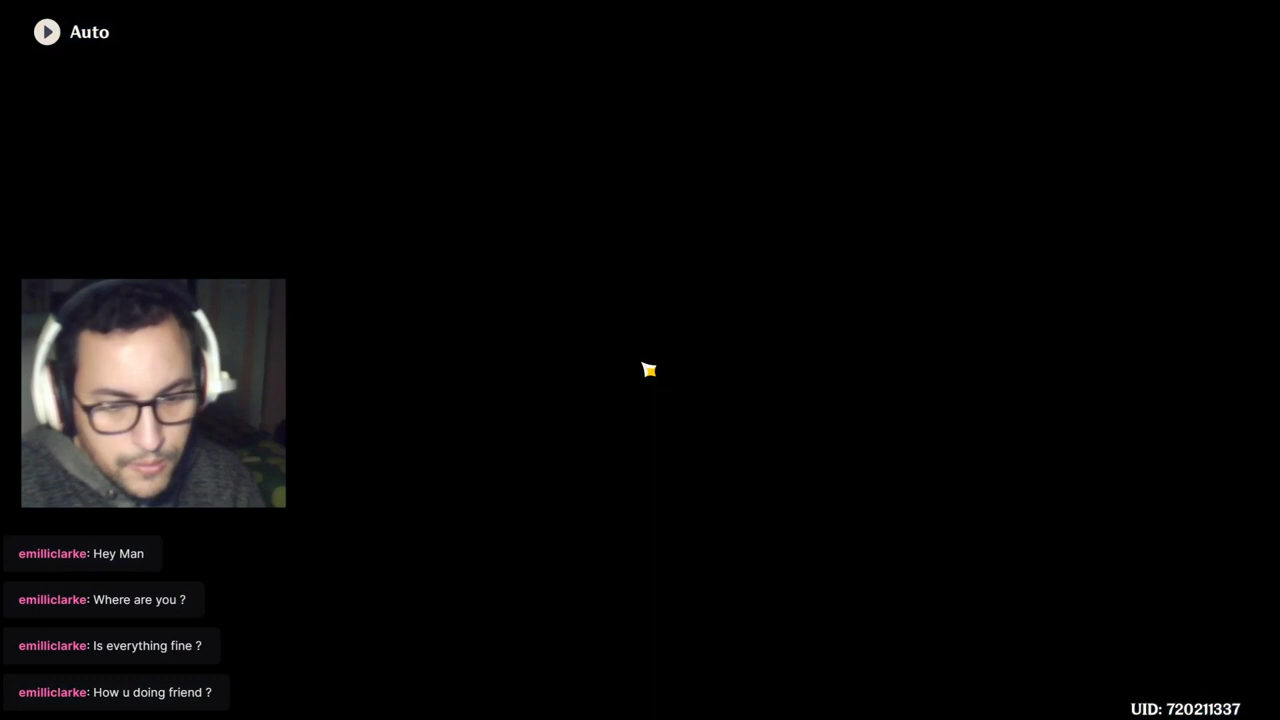 Auto
emilliclarke: Hey Man
emilliclarke: Where are you ?
emilliclarke: Is everything fine ?
emilliclarke: How u doing friend ?
UID: 720211337